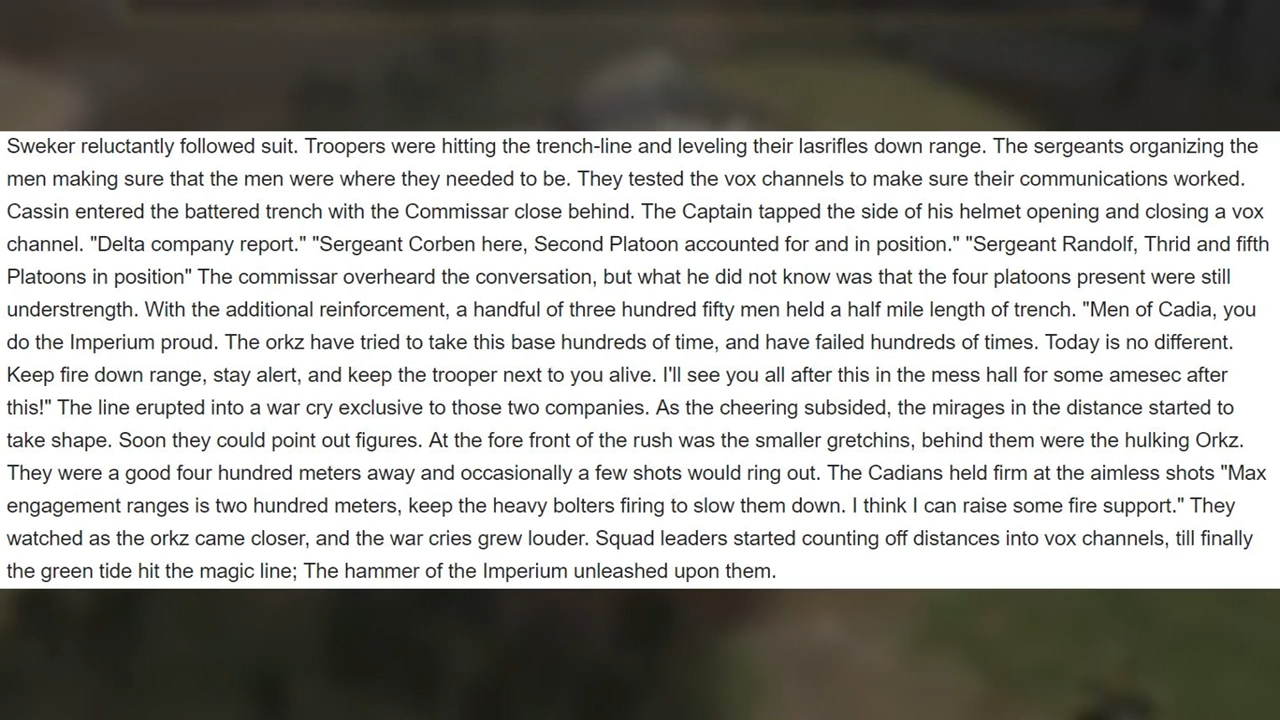 Sweker reluctantly followed suit. Troopers were hitting the trench-line and leveling their lasrifles down range. The sergeants organizing the
men making sure that the men were where they needed to be. They tested the vox channels to make sure their communications worked.
Cassin entered the battered trench with the Commissar close behind. The Captain tapped the side of his helmet opening and closing a vox
channel. "Delta company report." "Sergeant Corben here, Second Platoon accounted for and in position." "Sergeant Randolf, Thrid and fifth
Platoons in position" The commissar overheard the conversation, but what he did not know was that the four platoons present were still
understrength. With the additional reinforcement, a handful of three hundred fifty men held a half mile length of trench. "Men of Cadia, you
do the Imperium proud. The orkz have tried to take this base hundreds of time, and have failed hundreds of times. Today is no different.
Keep fire down range, stay alert, and keep the trooper next to you alive. I'll see you all after this in the mess hall for some amesec after
this!" The line erupted into a war cry exclusive to those two companies. As the cheering subsided, the mirages in the distance started to
take shape. Soon they could point out figures. At the fore front of the rush was the smaller gretchins, behind them were the hulking Orkz.
They were a good four hundred meters away and occasionally a few shots would ring out. The Cadians held firm at the aimless shots "Max
engagement ranges is two hundred meters, keep the heavy bolters firing to slow them down. I think I can raise some fire support." They
watched as the orkz came closer, and the war cries grew louder. Squad leaders started counting off distances into vox channels, till finally
the green tide hit the magic line; The hammer of the Imperium unleashed upon them.